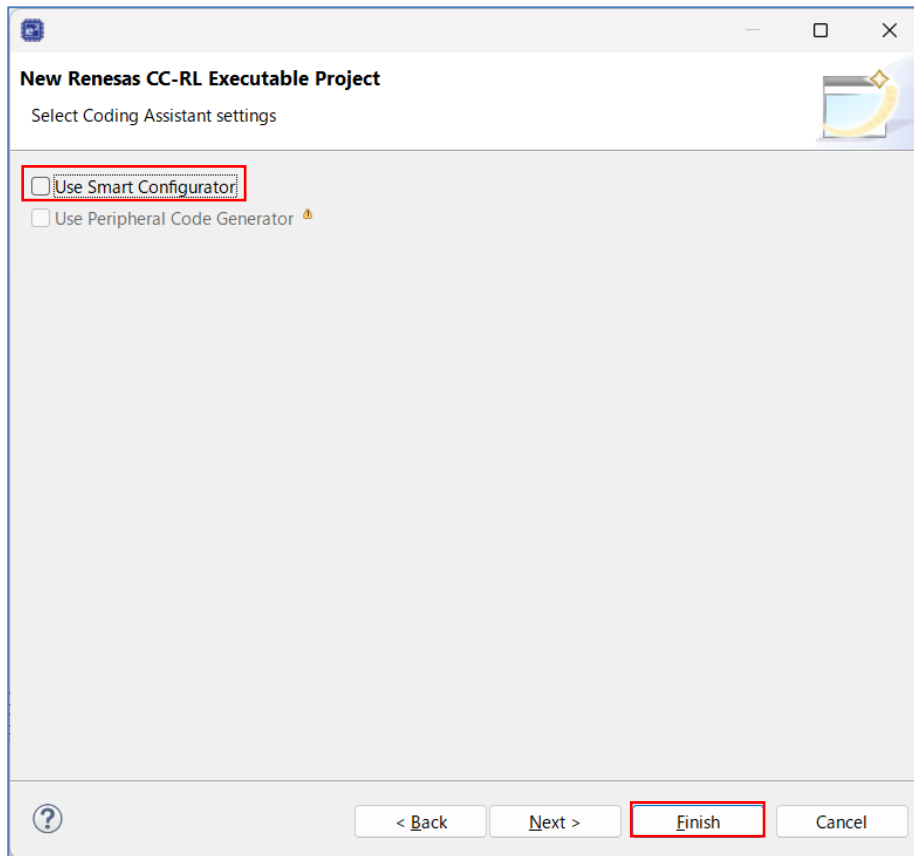 New Renesas CC-RL Executable Project
Select Coding Assistant settings
Use Smart Configurator
Use Peripheral Code Generator
< Back Next > Finish Cancel